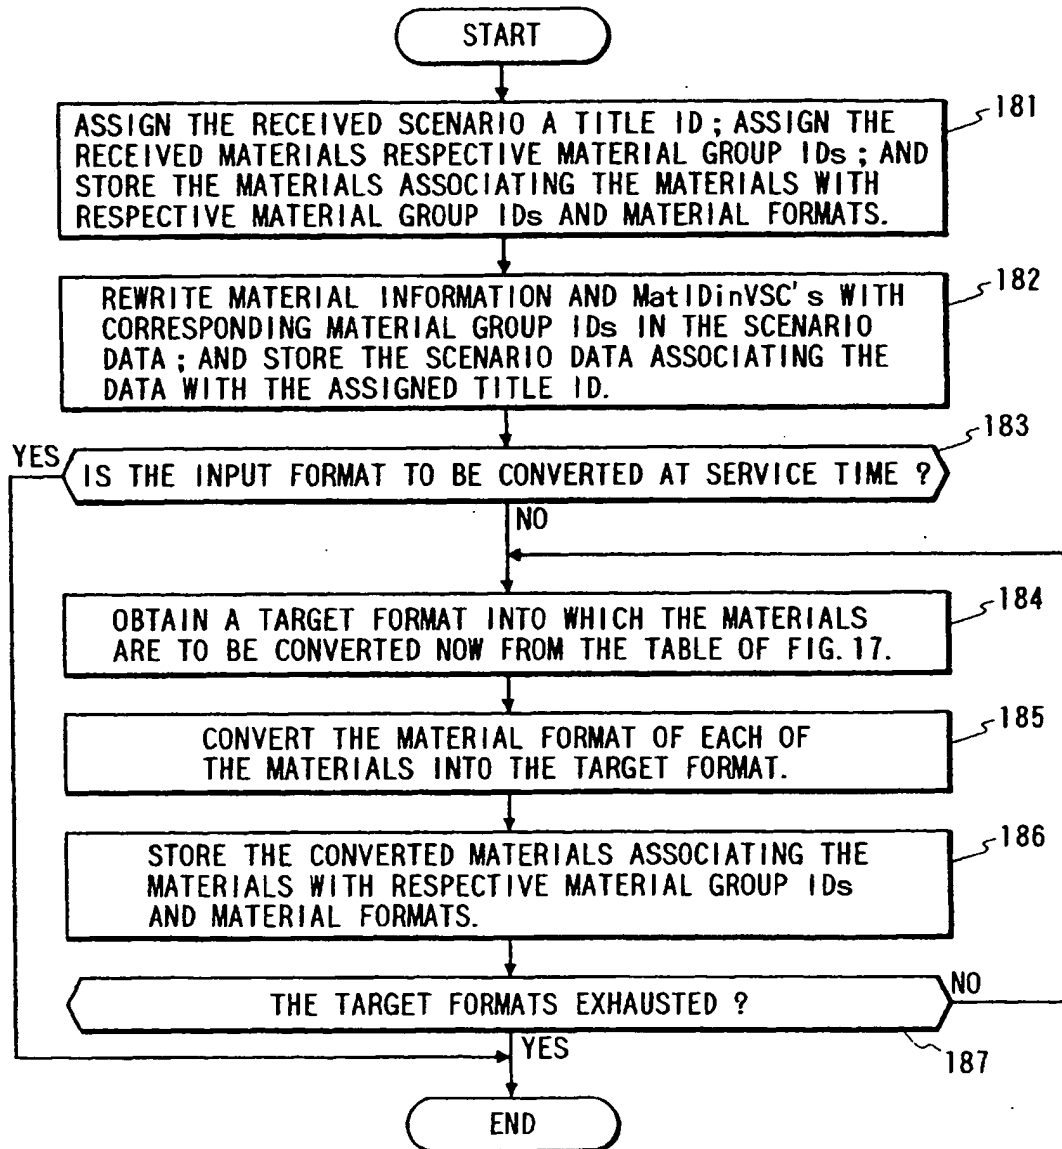 START
181
ASSIGN THE RECEIVED SCENARIO A TITLE ID ; ASSIGN THE
RECEIVED MATERIALS RESPECTIVE MATERIAL GROUP IDs ; AND
STORE THE MATERIALS ASSOCIATING THE MATERIALS WITH
RESPECTIVE MATERIAL GROUP IDs AND MATERIAL FORMATS.
182
REWRITE MATERIAL INFORMATION AND MatIDinVSC's WITH
CORRESPONDING MATERIAL GROUP IDs IN THE SCENARIO
DATA ; AND STORE THE SCENARIO DATA ASSOCIATING THE
DATA WITH THE ASSIGNED TITLE ID.
183
YES
IS THE INPUT FORMAT TO BE CONVERTED AT SERVICE TIME ?
NO
184
OBTAIN A TARGET FORMAT INTO WHICH THE MATERIALS
ARE TO BE CONVERTED NOW FROM THE TABLE OF FIG. 17.
185
CONVERT THE MATERIAL FORMAT OF EACH OF
THE MATERIALS INTO THE TARGET FORMAT.
186
STORE THE CONVERTED MATERIALS ASSOCIATING THE
MATERIALS WITH RESPECTIVE MATERIAL GROUP IDs
AND MATERIAL FORMATS.
NO
THE TARGET FORMATS EXHAUSTED ?
YES
187
END